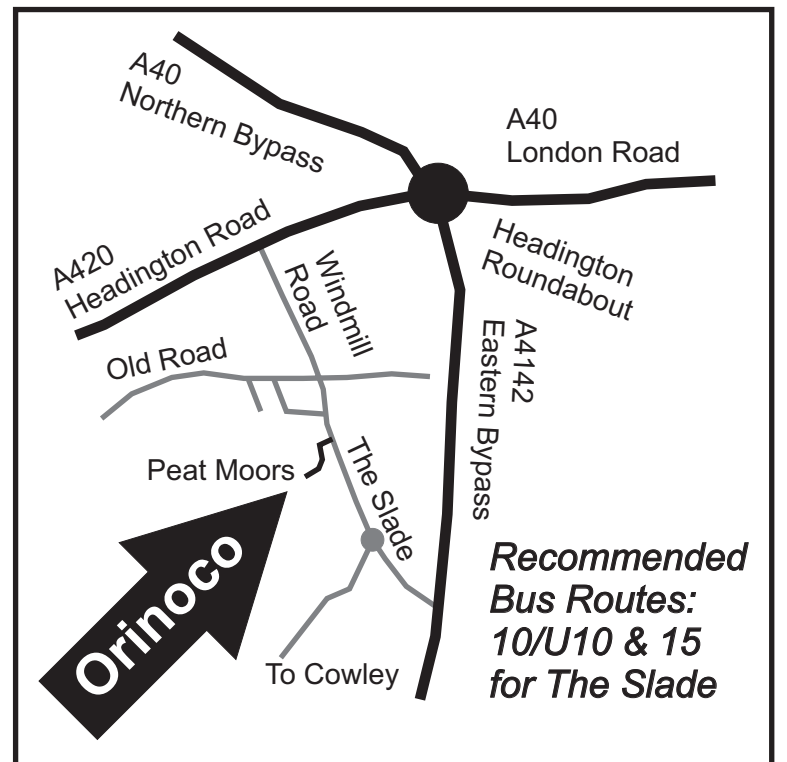 A40
Northern Bypass
A40
London Road
A420
Headington Road
Headington
Roundabout
Windmill
Road
Old Road
A4142
Eastern Bypass
Peat Moors
The Slade
Orinoco
To Cowley
Recommended
Bus Routes:
10/U10 & 15
for The Slade